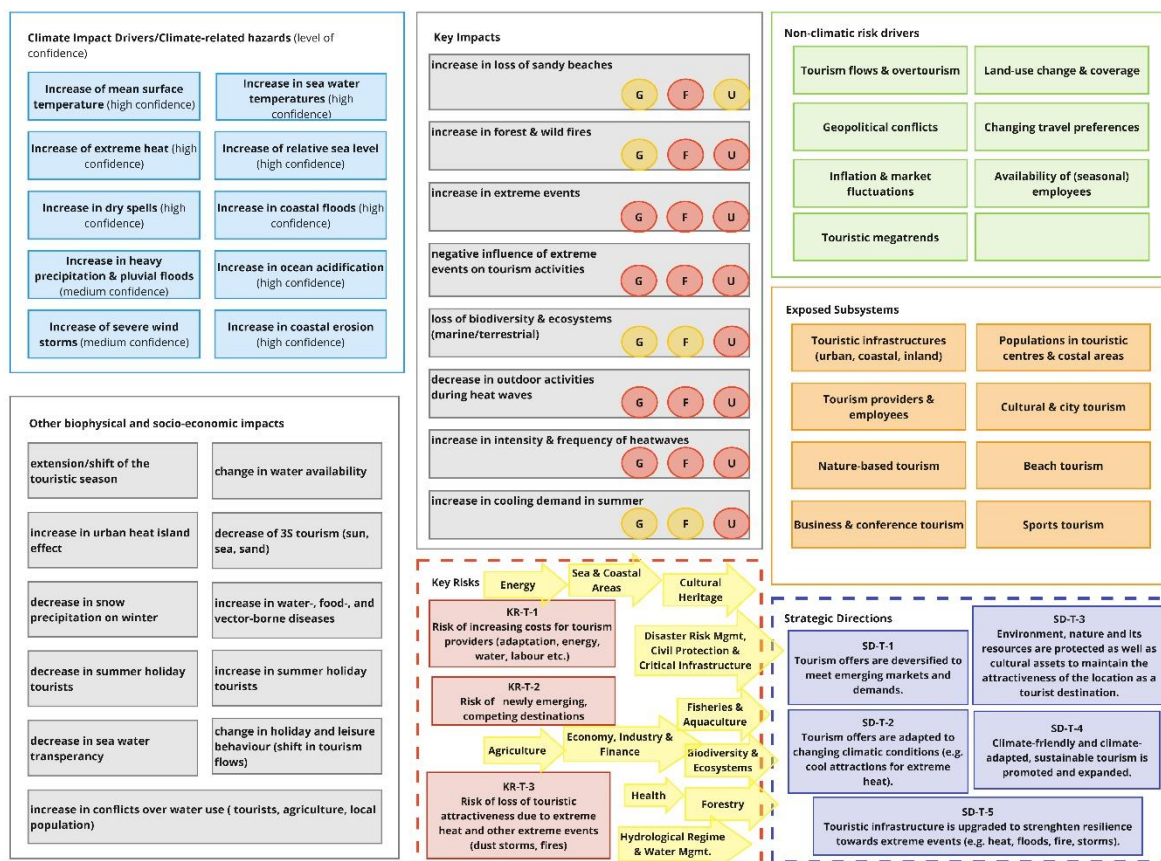 Climate Impact Drivers/Climate-related hazards (level of
confidence)
Increase of mean surface
temperature (high confidence)
Increase in sea water
temperatures (high
confidence)
Increase of extreme heat (high
confidence)
Increase of relative sea level
(high confidence)
Increase in dry spells (high
confidence)
Increase in coastal floods (high
confidence)
Increase in heavy
precipitation & pluvial floods
(medium confidence)
Increase in ocean acidification
(high confidence)
Increase of severe wind
storms (medium confidence)
Increase in coastal erosion
(high confidence)
Other biophysical and socio-economic impacts
extension/shift of the
touristic season
change in water availability
increase in urban heat island
effect
decrease of 3S tourism (sun,
sea, sand)
decrease in snow
precipitation on winter
increase in water-, food-, and
vector-borne diseases
decrease in summer holiday
tourists
increase in summer holiday
tourists
decrease in sea water
transperancy
change in holiday and leisure
behaviour (shift in tourism
flows)
increase in conflicts over water use ( tourists, agriculture, local
population)
Key Impacts
increase in loss of sandy beaches
G F U
increase in forest & wild fires
G F U
increase in extreme events
G F U
negative influence of extreme
events on tourism activities
G F U
loss of biodiversity & ecosystems
(marine/terrestrial)
G F U
decrease in outdoor activities
during heat waves
G F U
increase in intensity & frequency of heatwaves
G F U
increase in cooling demand in summer
G F U
Key Risks
Energy
Sea & Coastal
Areas
Cultural
Heritage
KR-T-1
Risk of increasing costs for tourism
providers (adaptation, energy,
water, labour etc.)
Disaster Risk Mgmt,
Civil Protection &
Critical Infrastructure
KR-T-2
Risk of newly emerging,
competing destinations
Fisheries &
Aquaculture
Agriculture
Economy, Industry &
Finance
Biodiversity &
Ecosystems
KR-T-3
Risk of loss of touristic
attractiveness due to extreme
heat and other extreme events
(dust storms, fires)
Health
Forestry
Hydrological Regime
& Water Mgmt.
Non-climatic risk drivers
Tourism flows & overtourism
Land-use change & coverage
Geopolitical conflicts
Changing travel preferences
Inflation & market
fluctuations
Availability of (seasonal)
employees
Touristic megatrends
Exposed Subsystems
Touristic infrastructures
(urban, coastal, inland)
Populations in touristic
centres & costal areas
Tourism providers &
employees
Cultural & city tourism
Nature-based tourism
Beach tourism
Business & conference tourism
Sports tourism
Strategic Directions
SD-T-1
Tourism offers are deversified to
meet emerging markets and
demands.
SD-T-3
Environment, nature and its
resources are protected as well as
cultural assets to maintain the
attractiveness of the location as a
tourist destination.
SD-T-2
Tourism offers are adapted to
changing climatic conditions (e.g.
cool attractions for extreme
heat).
SD-T-4
Climate-friendly and climate-
adapted, sustainable tourism is
promoted and expanded.
SD-T-5
Touristic infrastructure is upgraded to strenghten resilience
towards extreme events (e.g. heat, floods, fire, storms).